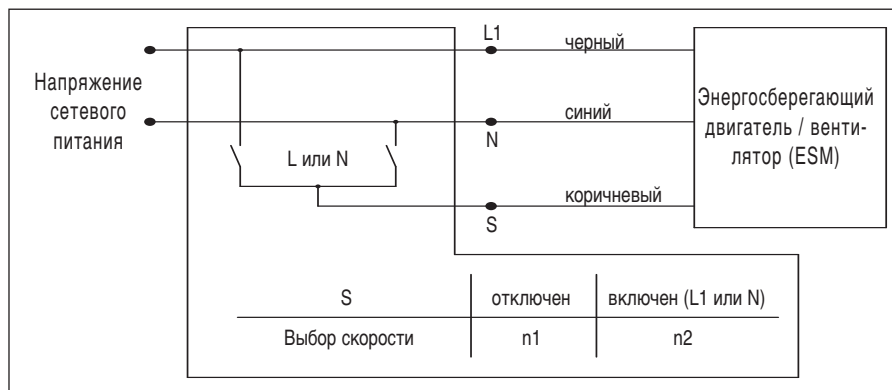 Напряжение
сетевого
питания
L1
черный
N
синий
L или N
S
коричневый
Энергосберегающий
двигатель / венти-
лятор (ESM)
S отключен включен (L1 или N)
Выбор скорости n1 n2